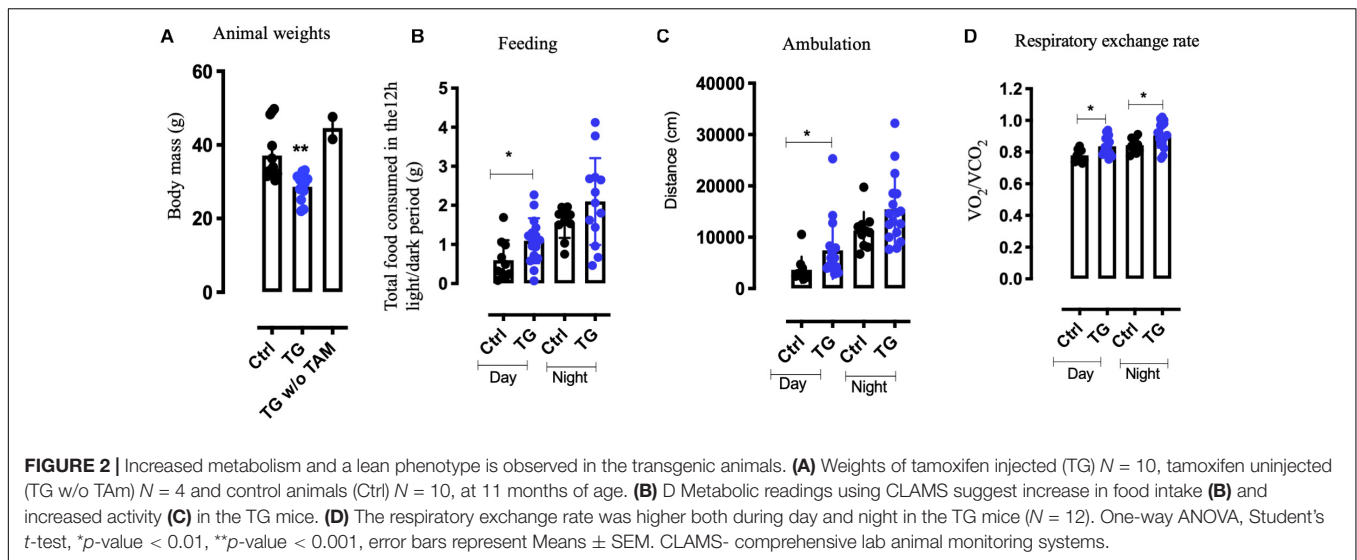 A Animal weights
Body mass (g)
60
40
20
0
**
Ctrl
TG
TG w/o TAM
B Feeding
Total food consumed in the12h
light/dark period (g)
5
4
3
2
1
0
*
Ctrl
TG
Ctrl
TG
Day
Night
C Ambulation
Distance (cm)
40000
30000
20000
10000
0
*
Ctrl
TG
Ctrl
TG
Day
Night
D Respiratory exchange rate
VO2/VCO2
1.2
1.0
0.8
0.6
0.4
0.2
0.0
*
*
Ctrl
TG
Ctrl
TG
Day
Night
FIGURE 2 | Increased metabolism and a lean phenotype is observed in the transgenic animals. (A) Weights of tamoxifen injected (TG) N = 10, tamoxifen uninjected
(TG w/o TAm) N = 4 and control animals (Ctrl) N = 10, at 11 months of age. (B) D Metabolic readings using CLAMS suggest increase in food intake (B) and
increased activity (C) in the TG mice. (D) The respiratory exchange rate was higher both during day and night in the TG mice (N = 12). One-way ANOVA, Student's
t-test, *p-value < 0.01, **p-value < 0.001, error bars represent Means ± SEM. CLAMS- comprehensive lab animal monitoring systems.